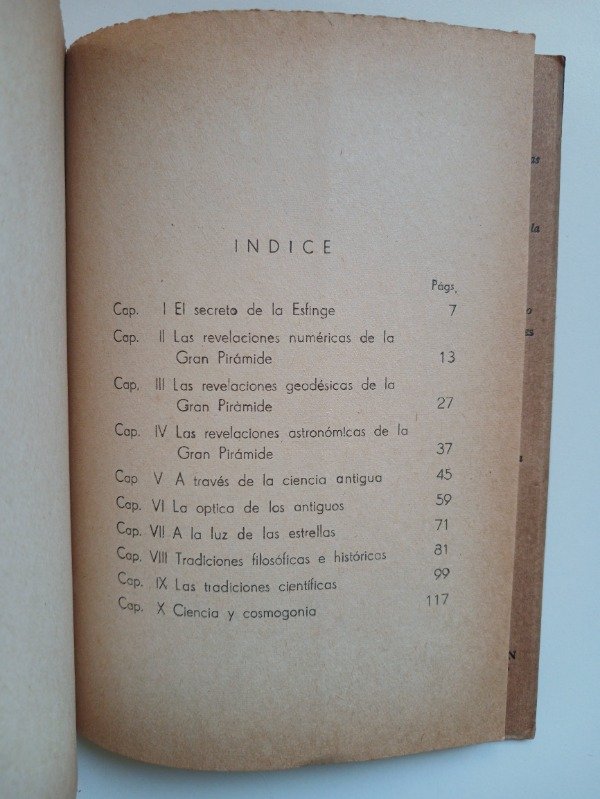 INDICE
Págs.
Cap. I El secreto de la Esfinge 7
Cap. II Las revelaciones numéricas de la
Gran Pirámide 13
Cap, III Las revelaciones geodésicas de la
Gran Piràmide 27
Cap. IV Las revelaciones astronómicas de la
Gran Pirámide 37
Cap V A través de la ciencia antigua 45
Cap. VI La optica de los antiguos 59
Cap. VII A la luz de las estrellas 71
Cap. VIII Tradiciones filosóficas e históricos 81
Cap. IX Las tradiciones científicas 99
Cap. X Ciencia y cosmogonia 117
la